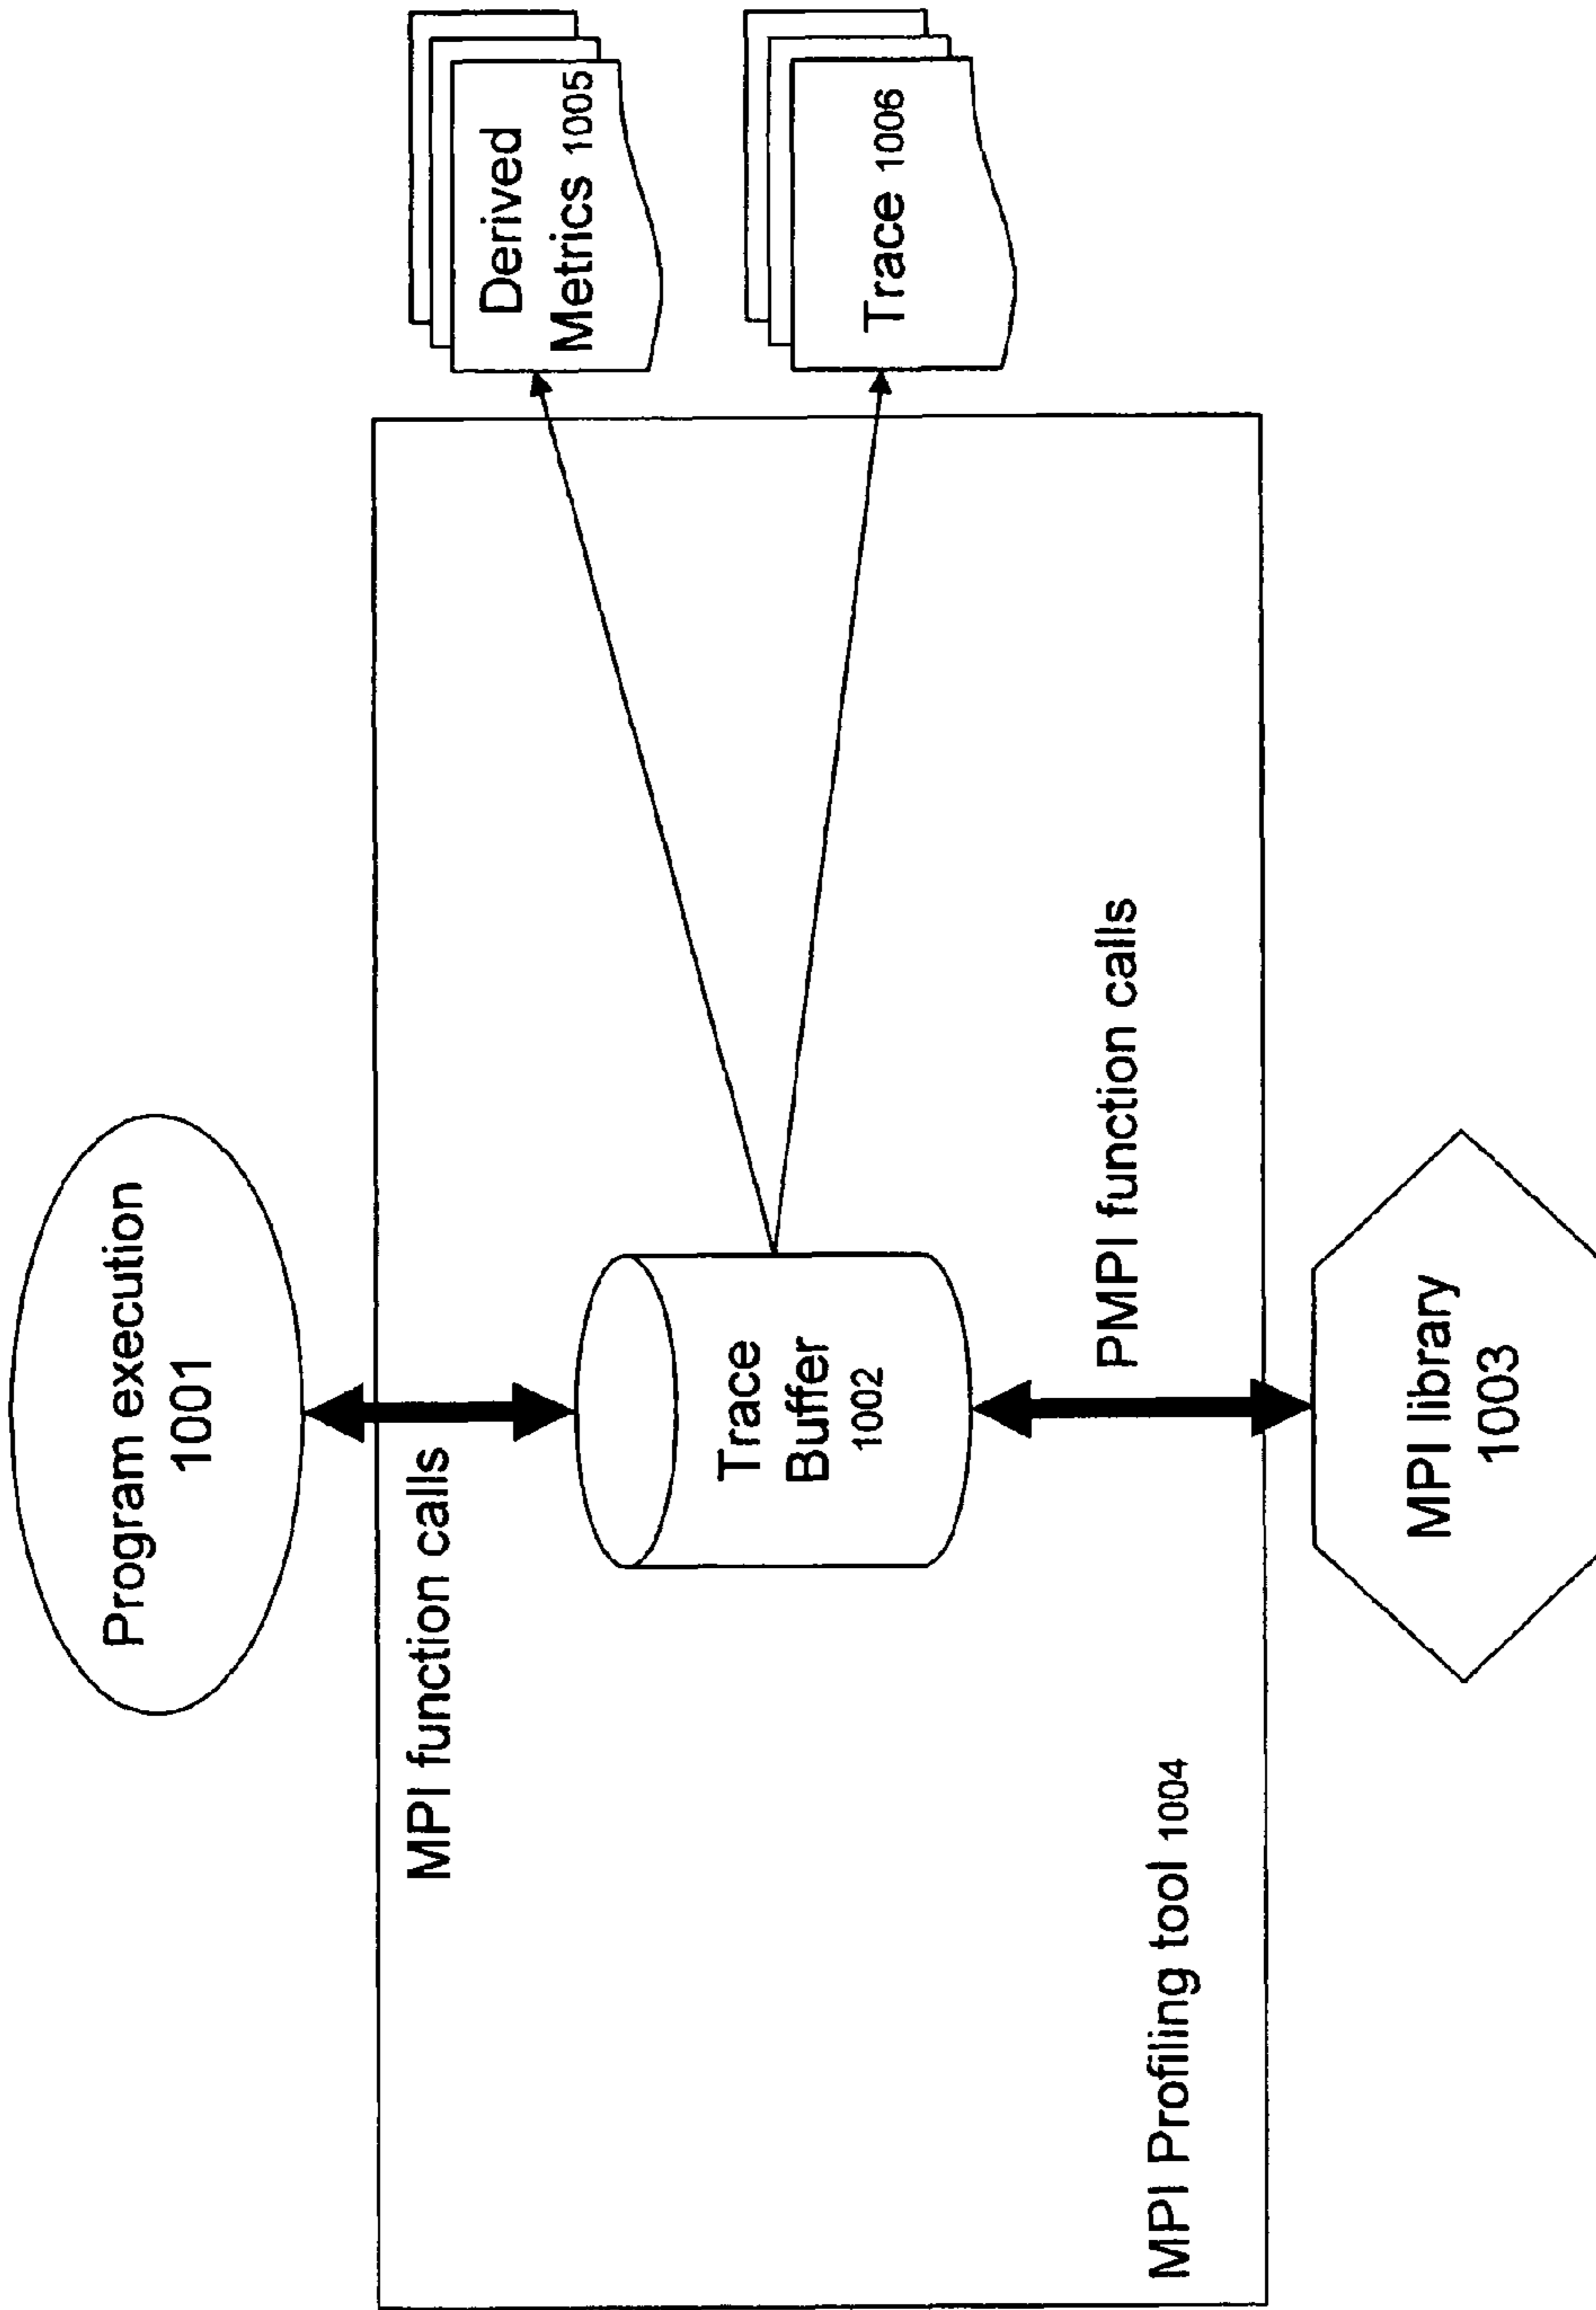 Program execution
1001
MPI function calls
Trace
Buffer
1002
Derived
Metrics 1005
Trace 1006
PMPI function calls
MPI Profiling tool 1004
MPI library
1003